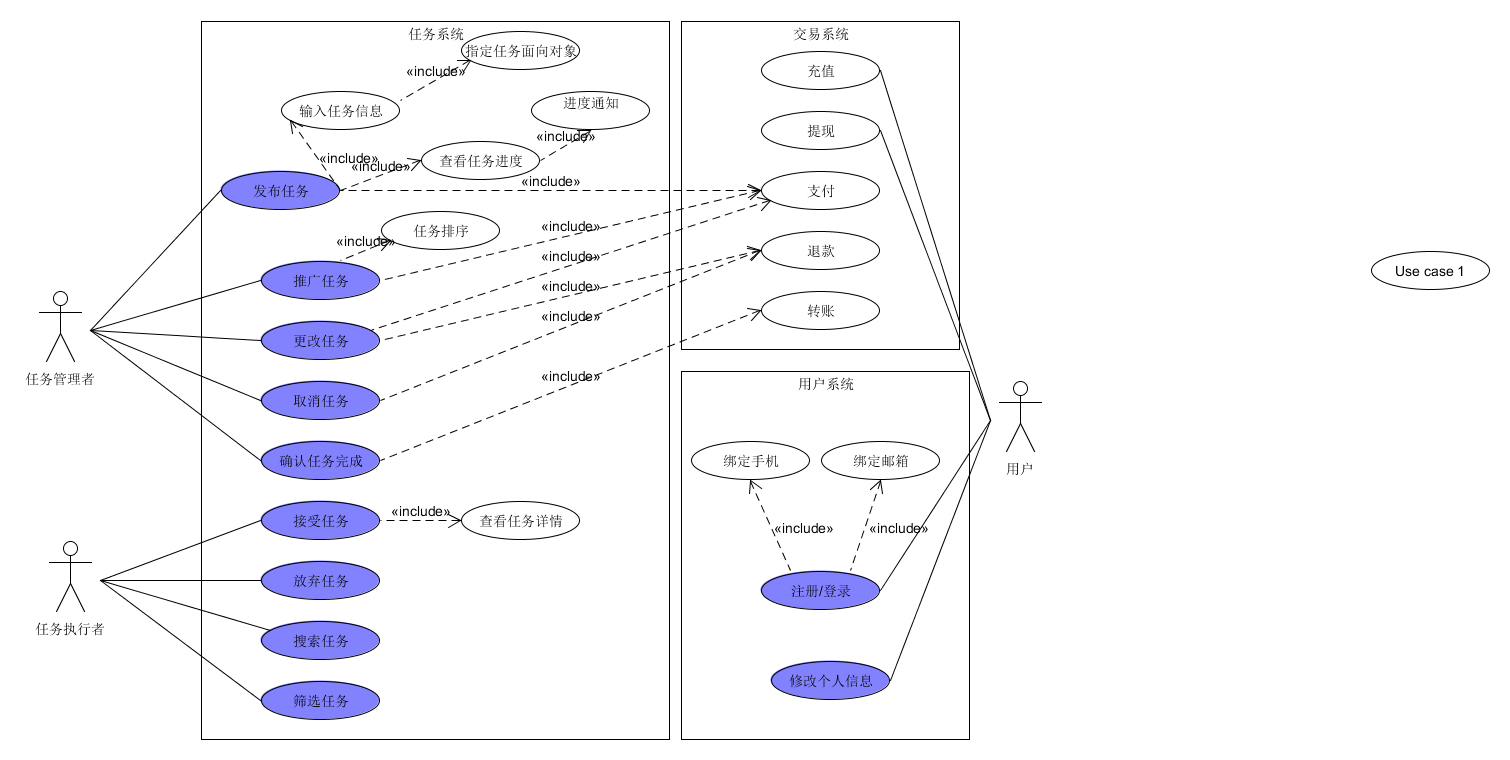 任务系统
指定任务面向对象
«include»
输入任务信息
进度通知
«include»
«include»
查看任务进度
«include»
发布任务
«include»
任务排序
«include»
推广任务
«include»
更改任务
«include»
«include»
取消任务
«include»
确认任务完成
«include»
接受任务
«include»
查看任务详情
放弃任务
搜索任务
筛选任务
任务管理者
任务执行者
交易系统
充值
提现
支付
退款
转账
用户系统
绑定手机
绑定邮箱
«include»
«include»
注册/登录
修改个人信息
用户
Use case 1